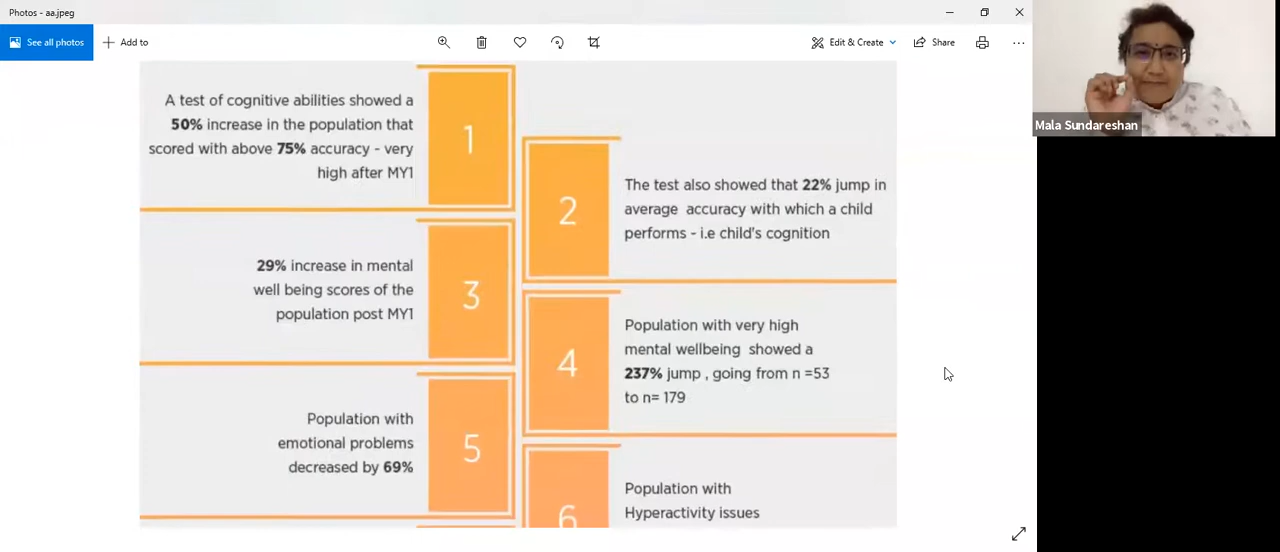 Photos - aa.jpeg
See all photos
Add to
Edit & Create
Share
Mala Sundareshan
A test of cognitive abilities showed a
50% increase in the population that
scored with above 75% accuracy - very
high after MY1
1
2
The test also showed that 22% jump in
average accuracy with which a child
performs - i.e child's cognition
29% increase in mental
well being scores of the
population post MY1
3
4
Population with very high
mental wellbeing showed a
237% jump , going from n =53
to n= 179
Population with
emotional problems
decreased by 69%
5
6
Population with
Hyperactivity issues